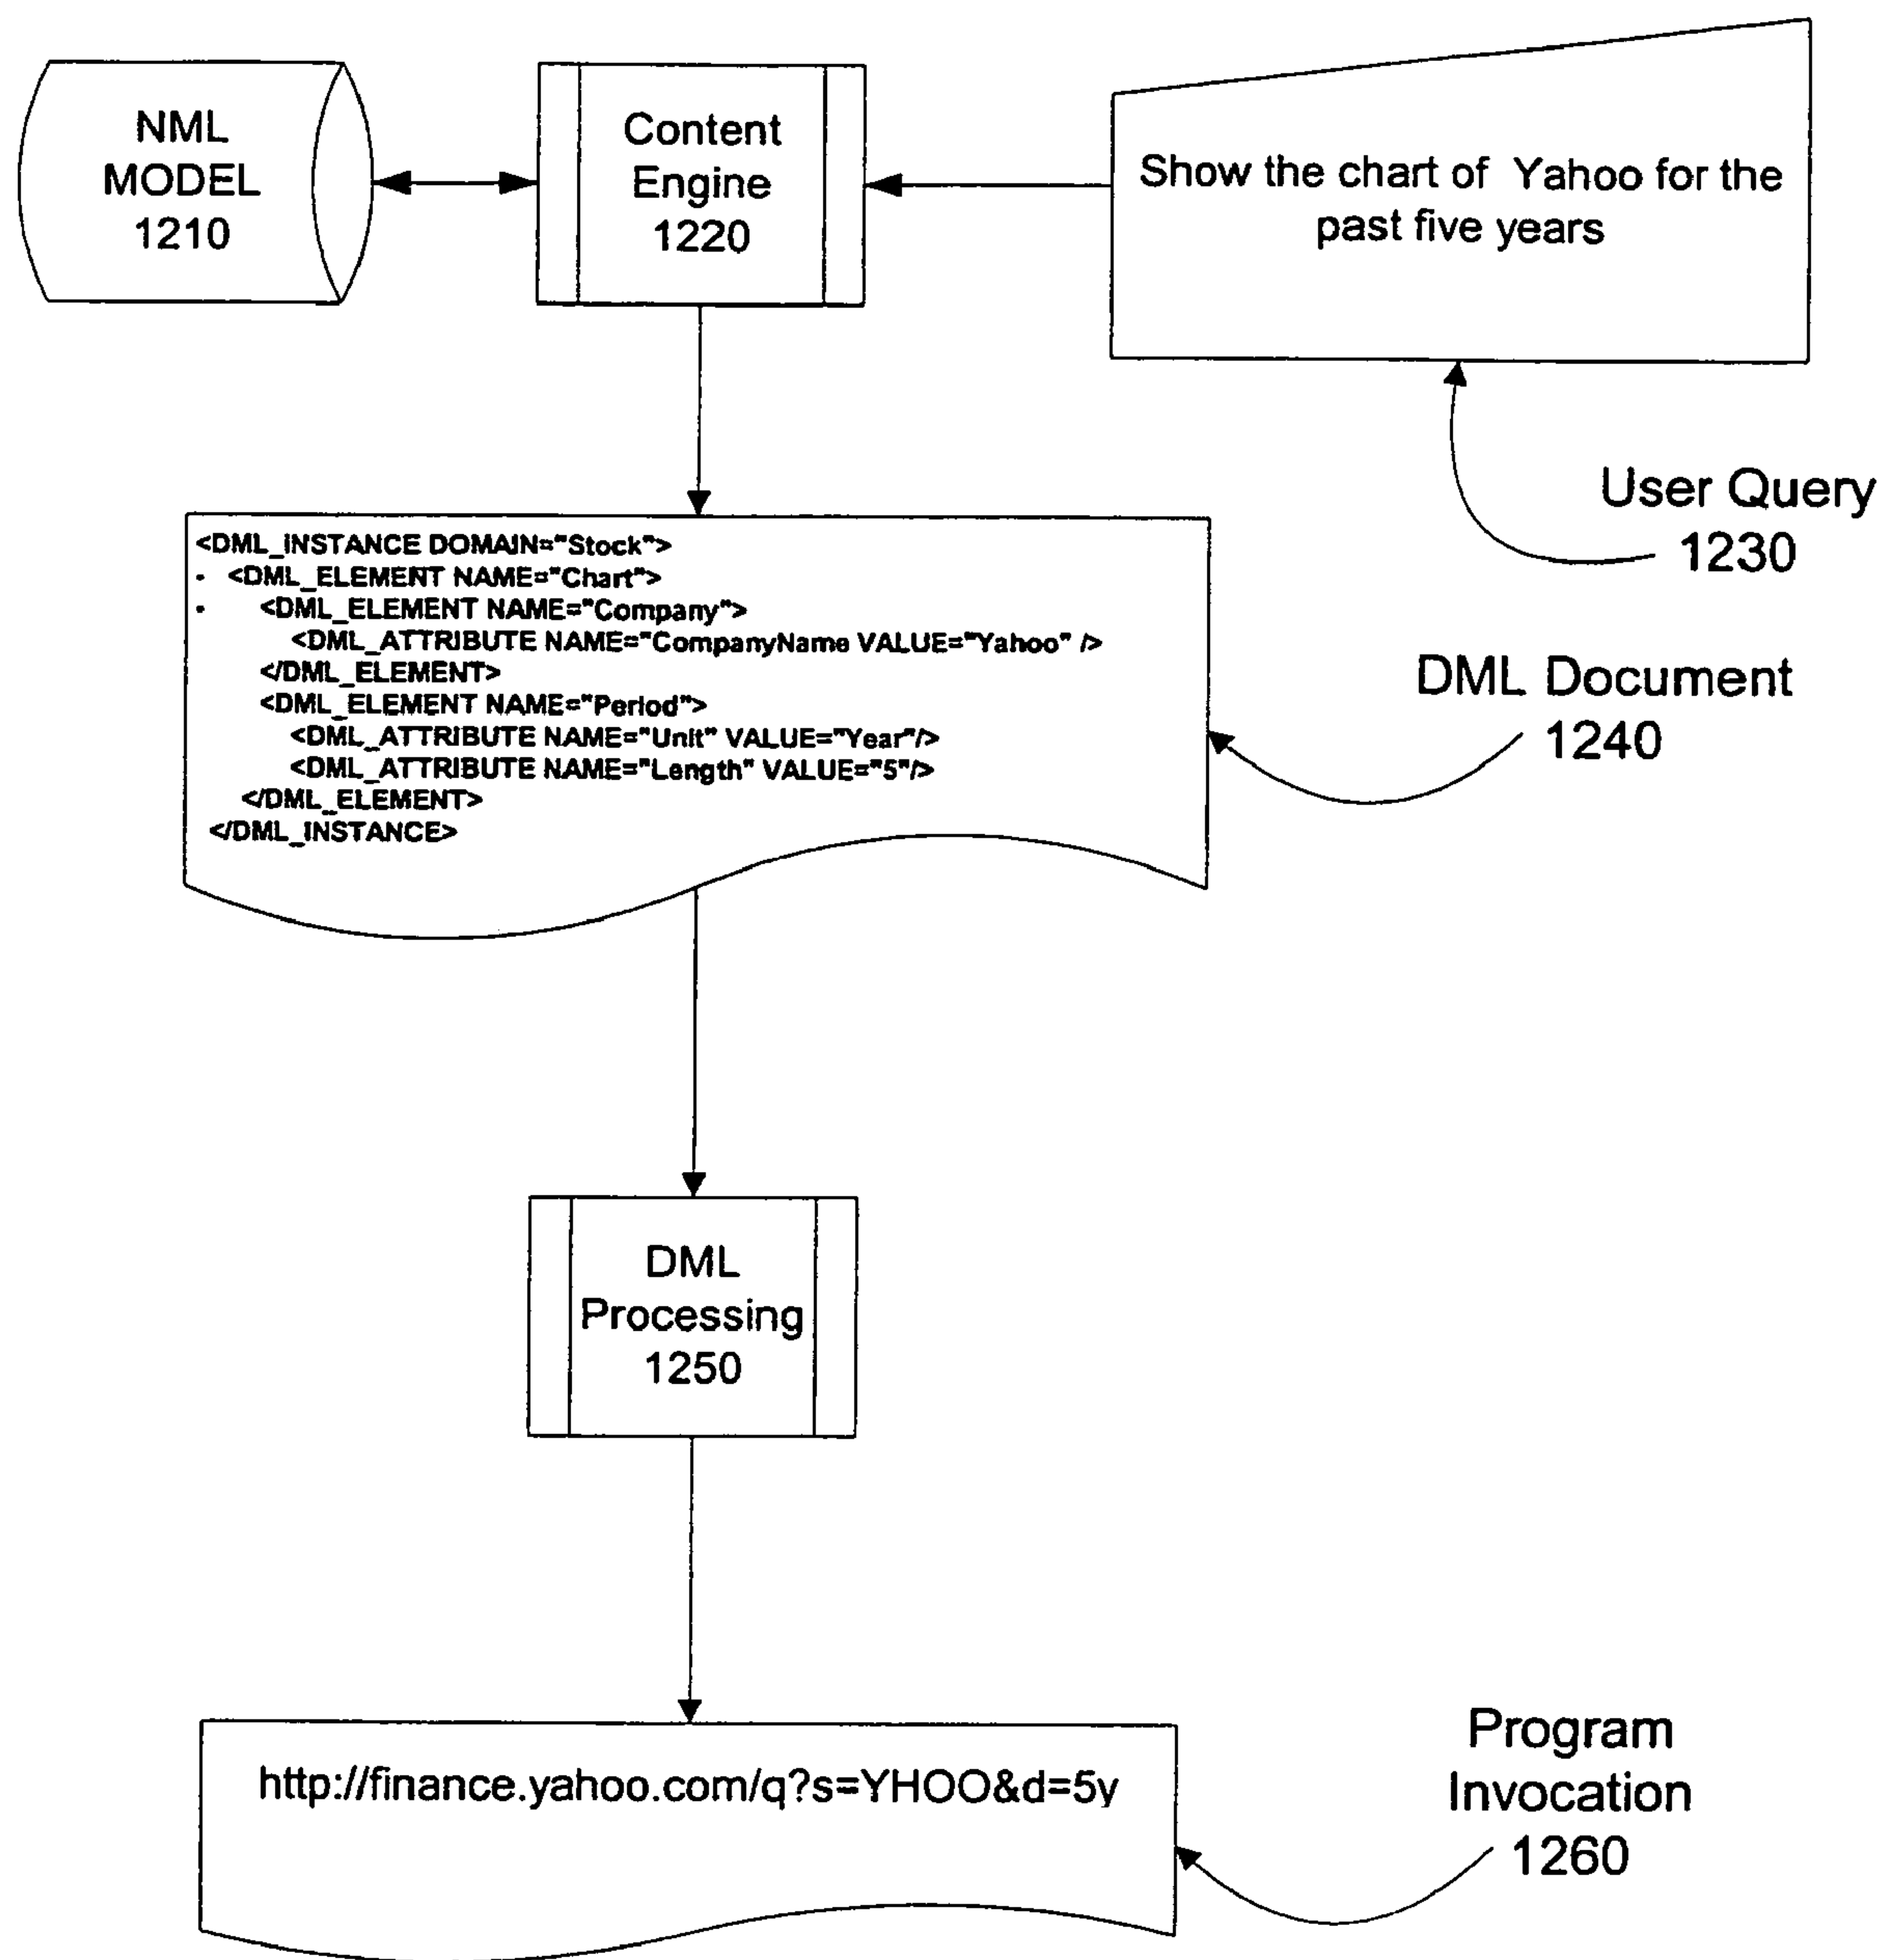 NML
MODEL
1210
Content
Engine
1220
Show the chart of Yahoo for the
past five years
User Query
1230
<DML_INSTANCE DOMAIN="Stock">
- <DML_ELEMENT NAME="Chart">
- <DML_ELEMENT NAME="Company">
<DML_ATTRIBUTE NAME="CompanyName VALUE="Yahoo" />
</DML_ELEMENT>
<DML_ELEMENT NAME="Period">
<DML_ATTRIBUTE NAME="Unit" VALUE="Year"/>
<DML_ATTRIBUTE NAME="Length" VALUE="5"/>
</DML_ELEMENT>
</DML_INSTANCE>
DML Document
1240
DML
Processing
1250
http://finance.yahoo.com/q?s=YHOO&d=5y
Program
Invocation
1260